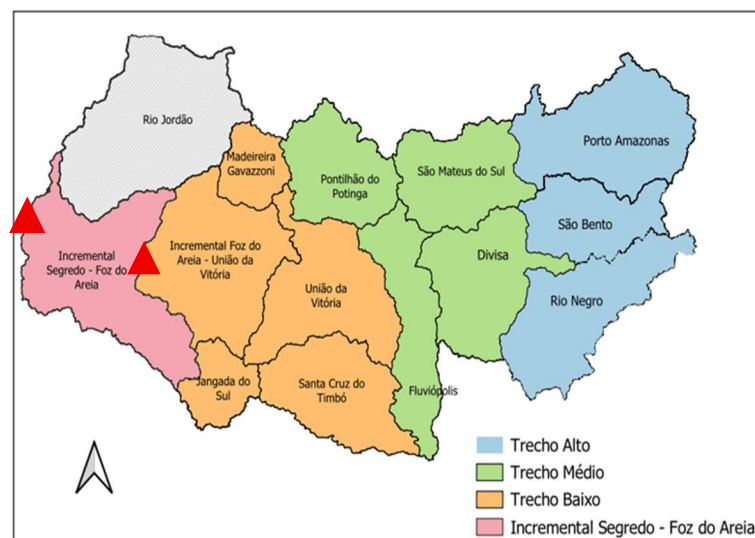 Rio Jordão
Madeireira
Gavazzoni
Pontilhão do
Potinga
São Mateus do Sul
Porto Amazonas
São Bento
Rio Negro
Divisa
Incremental
Segredo - Foz do
Areia
Incremental Foz do
Areia - União da
Vitória
União da
Vitória
Jangada do
Sul
Santa Cruz do
Timbó
Fluviópolis
Trecho Alto
Trecho Médio
Trecho Baixo
Incremental Segredo - Foz do Areia